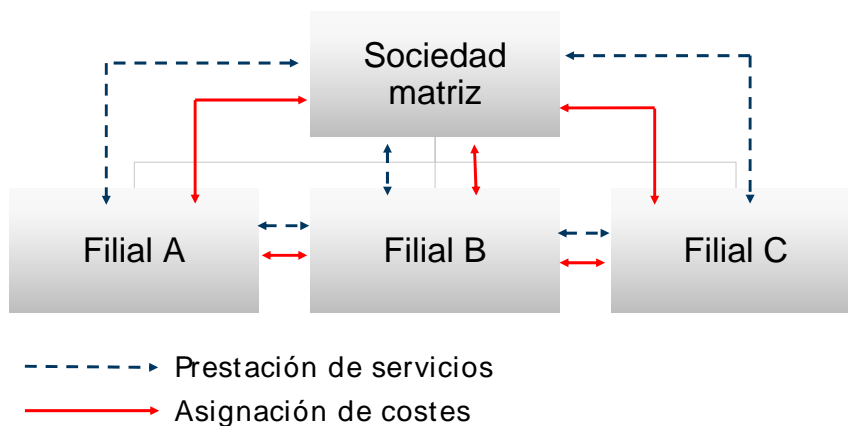 Sociedad
matriz
Filial A
Filial B
Filial C
Prestación de servicios
Asignación de costes